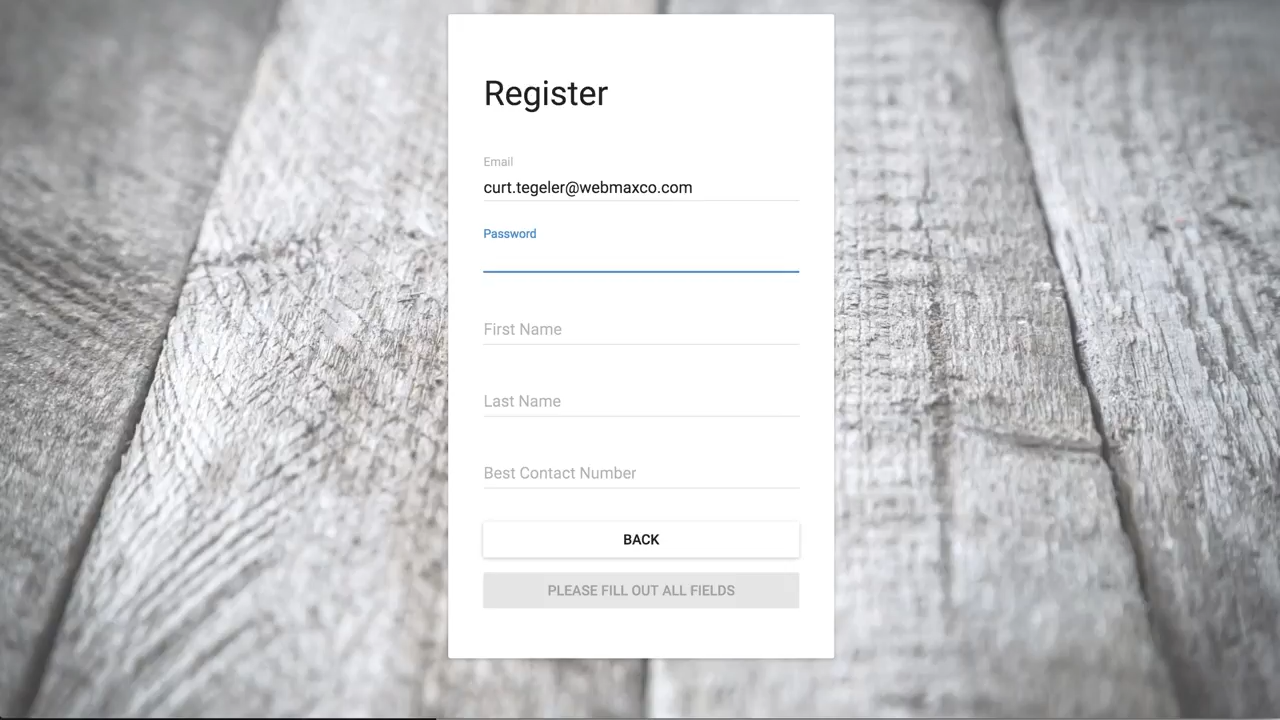 Register
Email
curt.tegeler@webmaxco.com
Password
First Name
Last Name
Best Contact Number
BACK
PLEASE FILL OUT ALL FIELDS